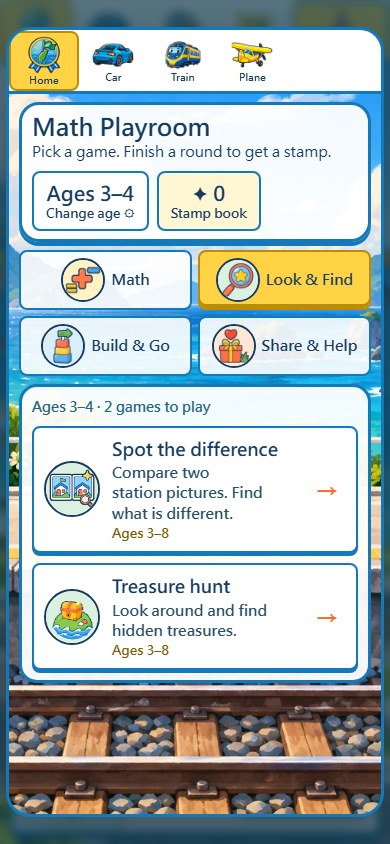 Home
Car
Train
Plane
Math Playroom
Pick a game. Finish a round to get a stamp.
Ages 3–4
Change age ⚙
✦ 0
Stamp book
Math
Look & Find
Build & Go
Share & Help
Ages 3–4 · 2 games to play
Spot the difference
Compare two
station pictures. Find
what is different.
Ages 3–8
→
Treasure hunt
Look around and find
hidden treasures.
Ages 3–8
→